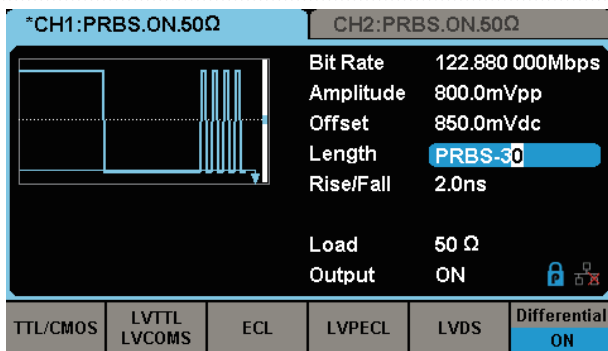 *CH1:PRBS.ON.50Ω
CH2:PRBS.ON.50Ω
Bit Rate 122.880 000Mbps
Amplitude 800.0mVpp
Offset 850.0mVdc
Length PRBS-30
Rise/Fall 2.0ns
Load 50 Ω
Output ON
P
TTL/CMOS
LVTTL
LVCOMS
ECL
LVPECL
LVDS
Differential
ON